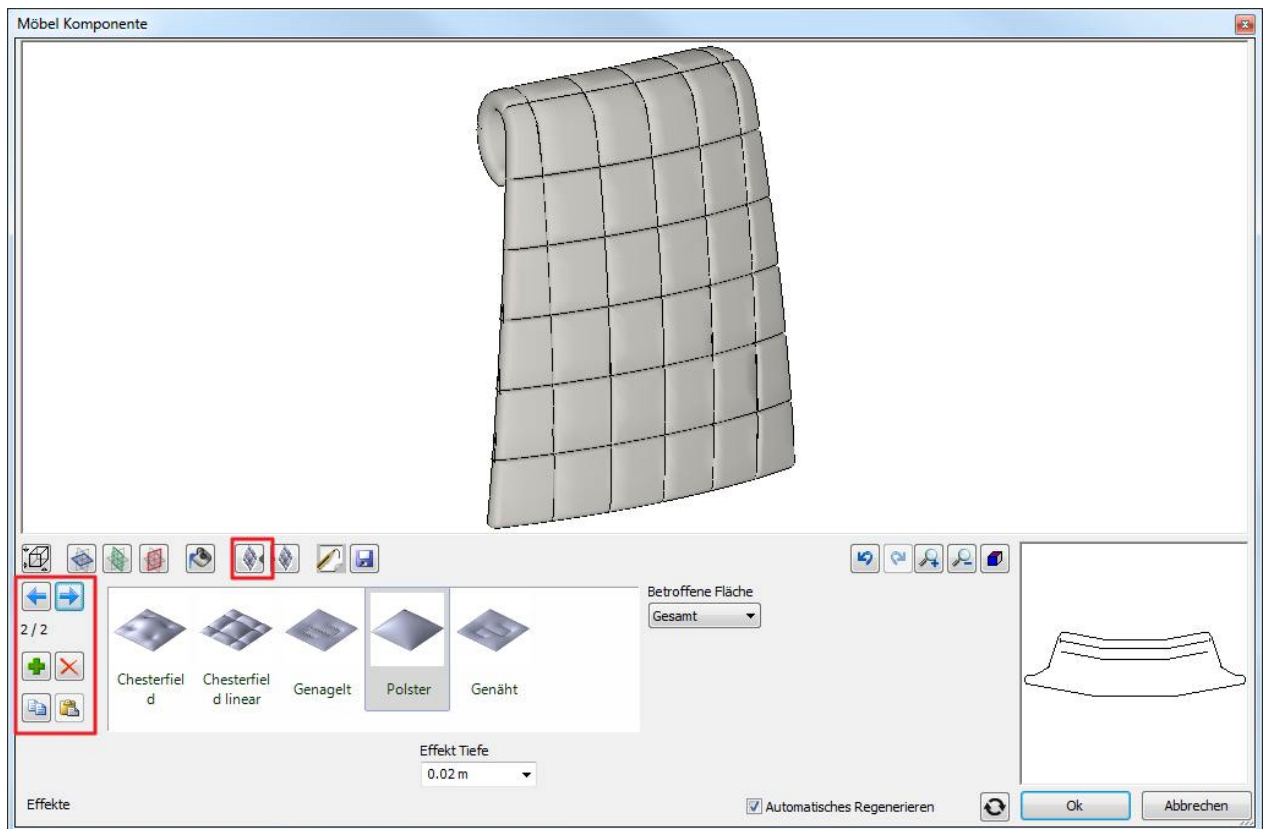 Möbel Komponente
Betroffene Fläche
Gesamt
2 / 2
Chesterfiel
d
Chesterfiel
d linear
Genagelt
Polster
Genäht
Effekt Tiefe
0.02 m
Effekte
Automatisches Regenerieren
Ok
Abbrechen